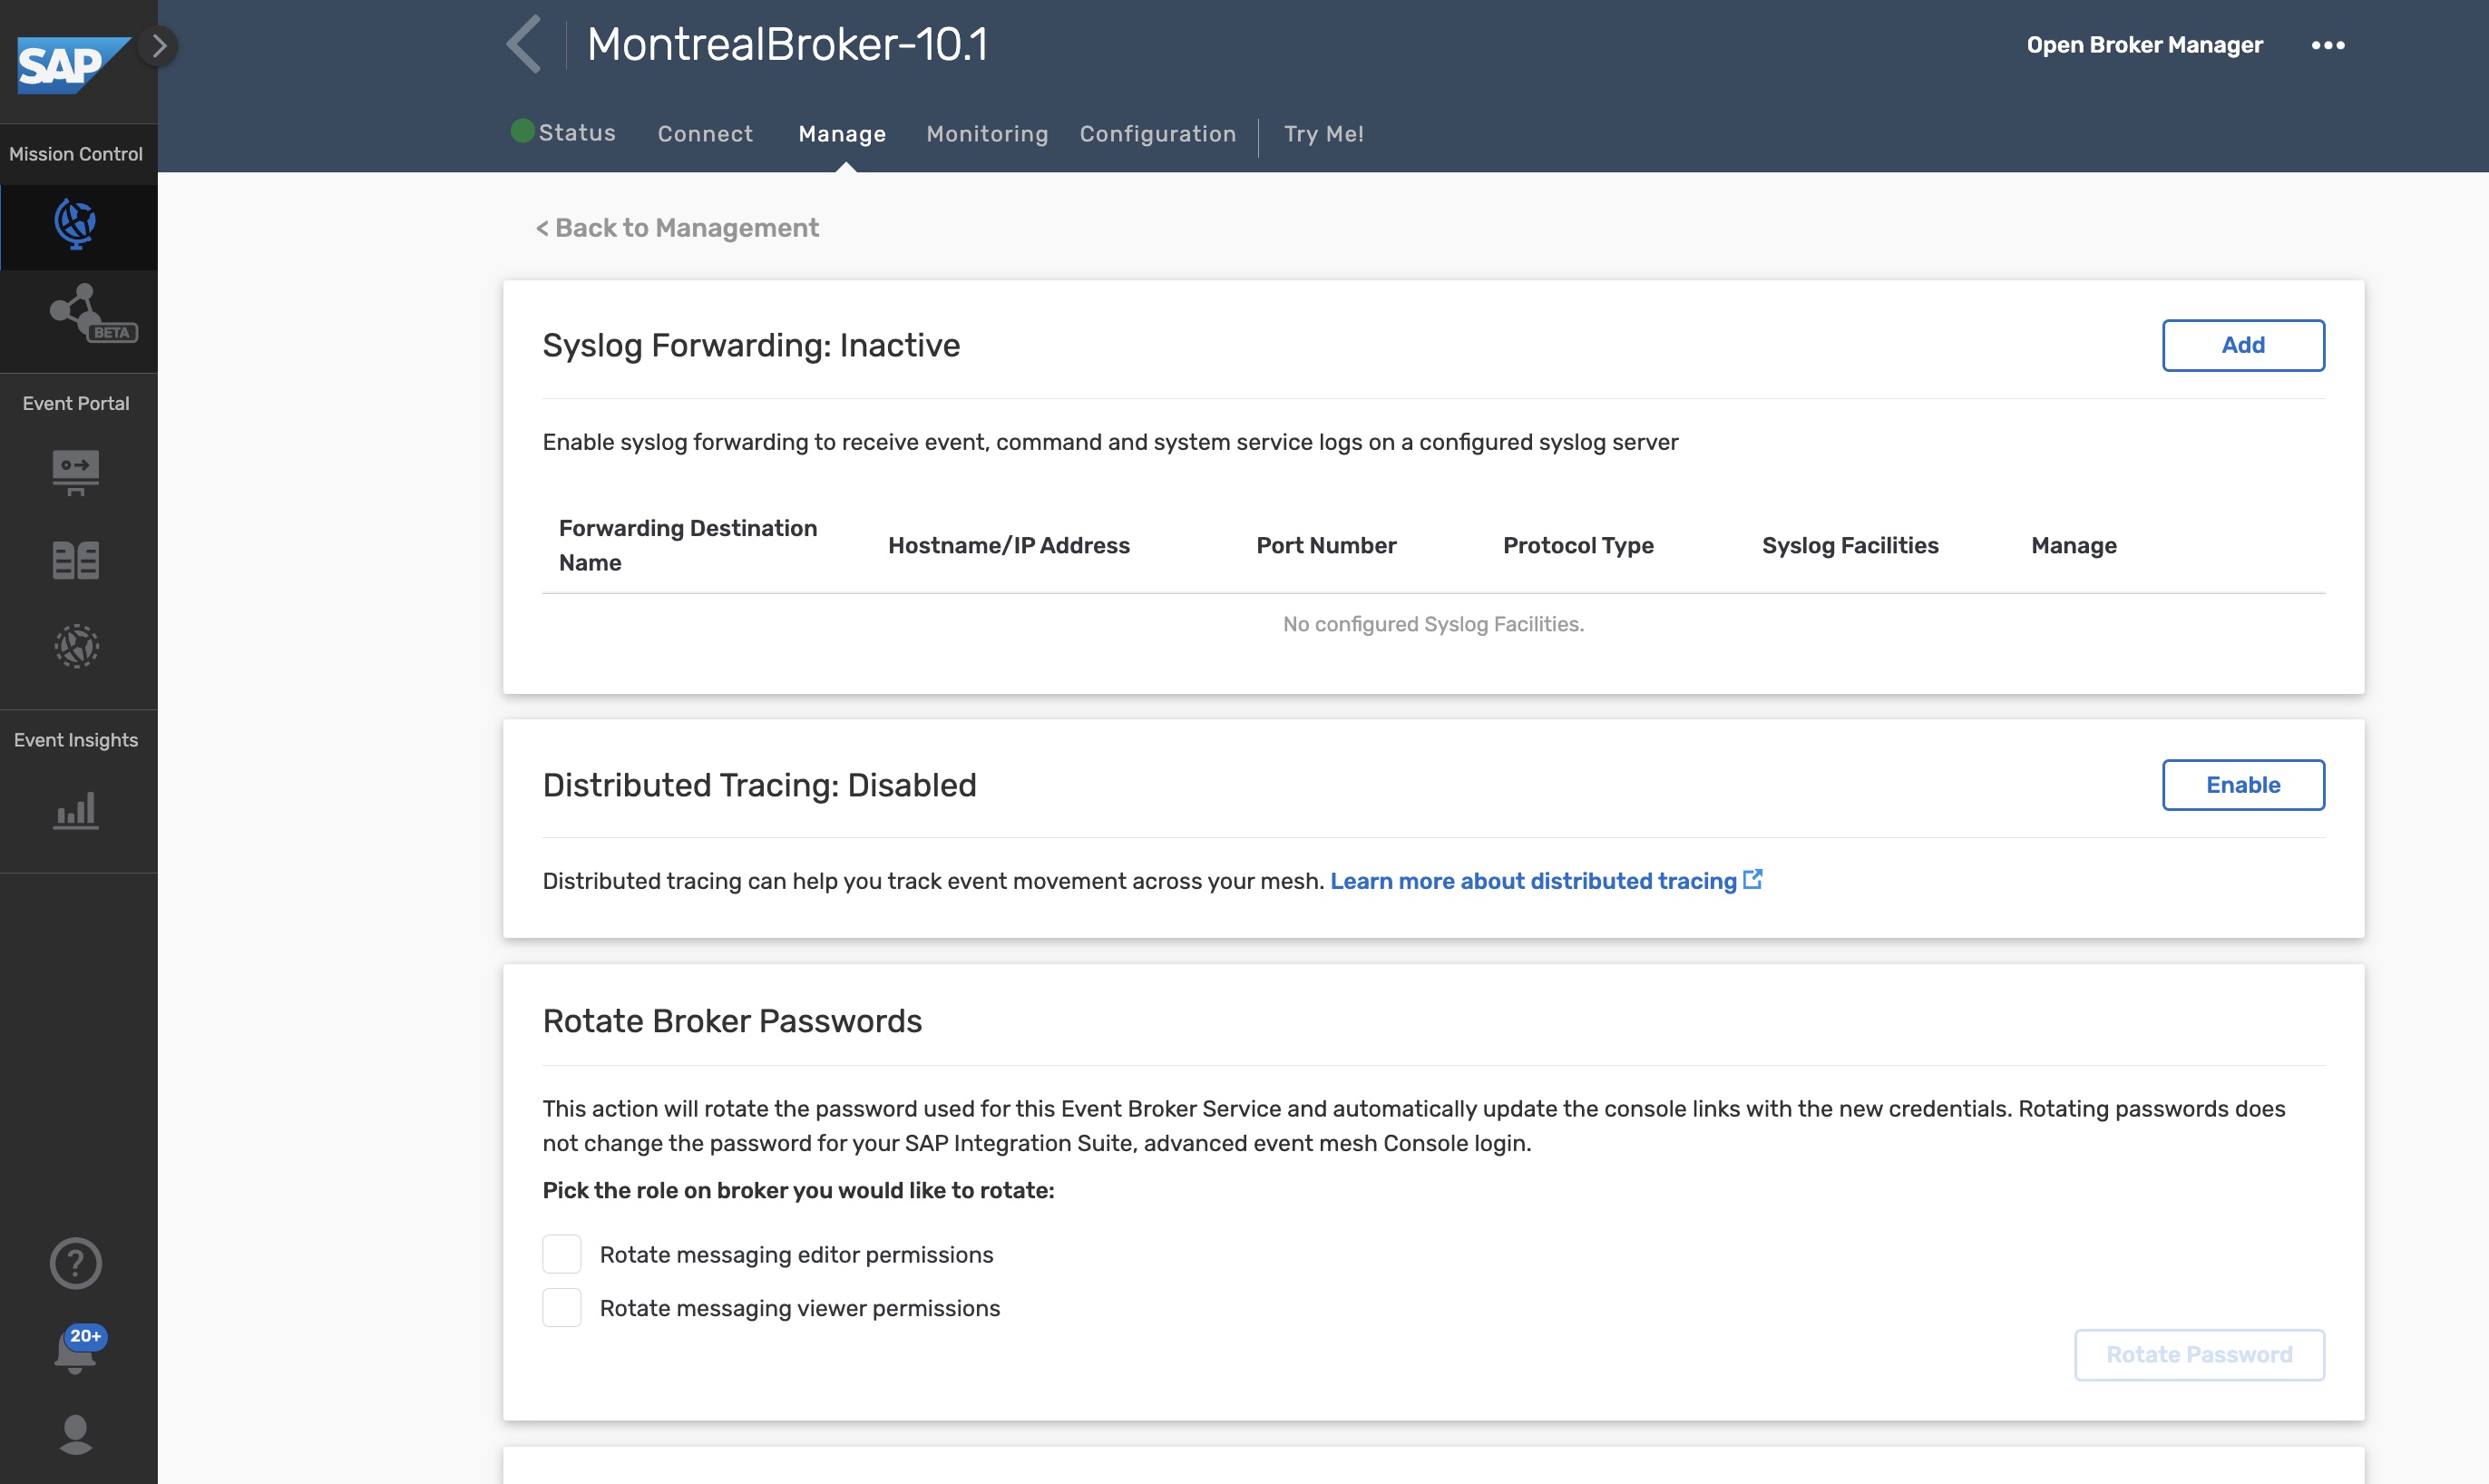 SAP
MontrealBroker-10.1
Open Broker Manager
Status
Connect
Manage
Monitoring
Configuration
Try Me!
Mission Control
BETA
Event Portal
Event Insights
20+
< Back to Management
Syslog Forwarding: Inactive
Add
Enable syslog forwarding to receive event, command and system service logs on a configured syslog server
Forwarding Destination
Name
Hostname/IP Address
Port Number
Protocol Type
Syslog Facilities
Manage
No configured Syslog Facilities.
Distributed Tracing: Disabled
Enable
Distributed tracing can help you track event movement across your mesh. Learn more about distributed tracing
Rotate Broker Passwords
This action will rotate the password used for this Event Broker Service and automatically update the console links with the new credentials. Rotating passwords does
not change the password for your SAP Integration Suite, advanced event mesh Console login.
Pick the role on broker you would like to rotate:
Rotate messaging editor permissions
Rotate messaging viewer permissions
Rotate Password